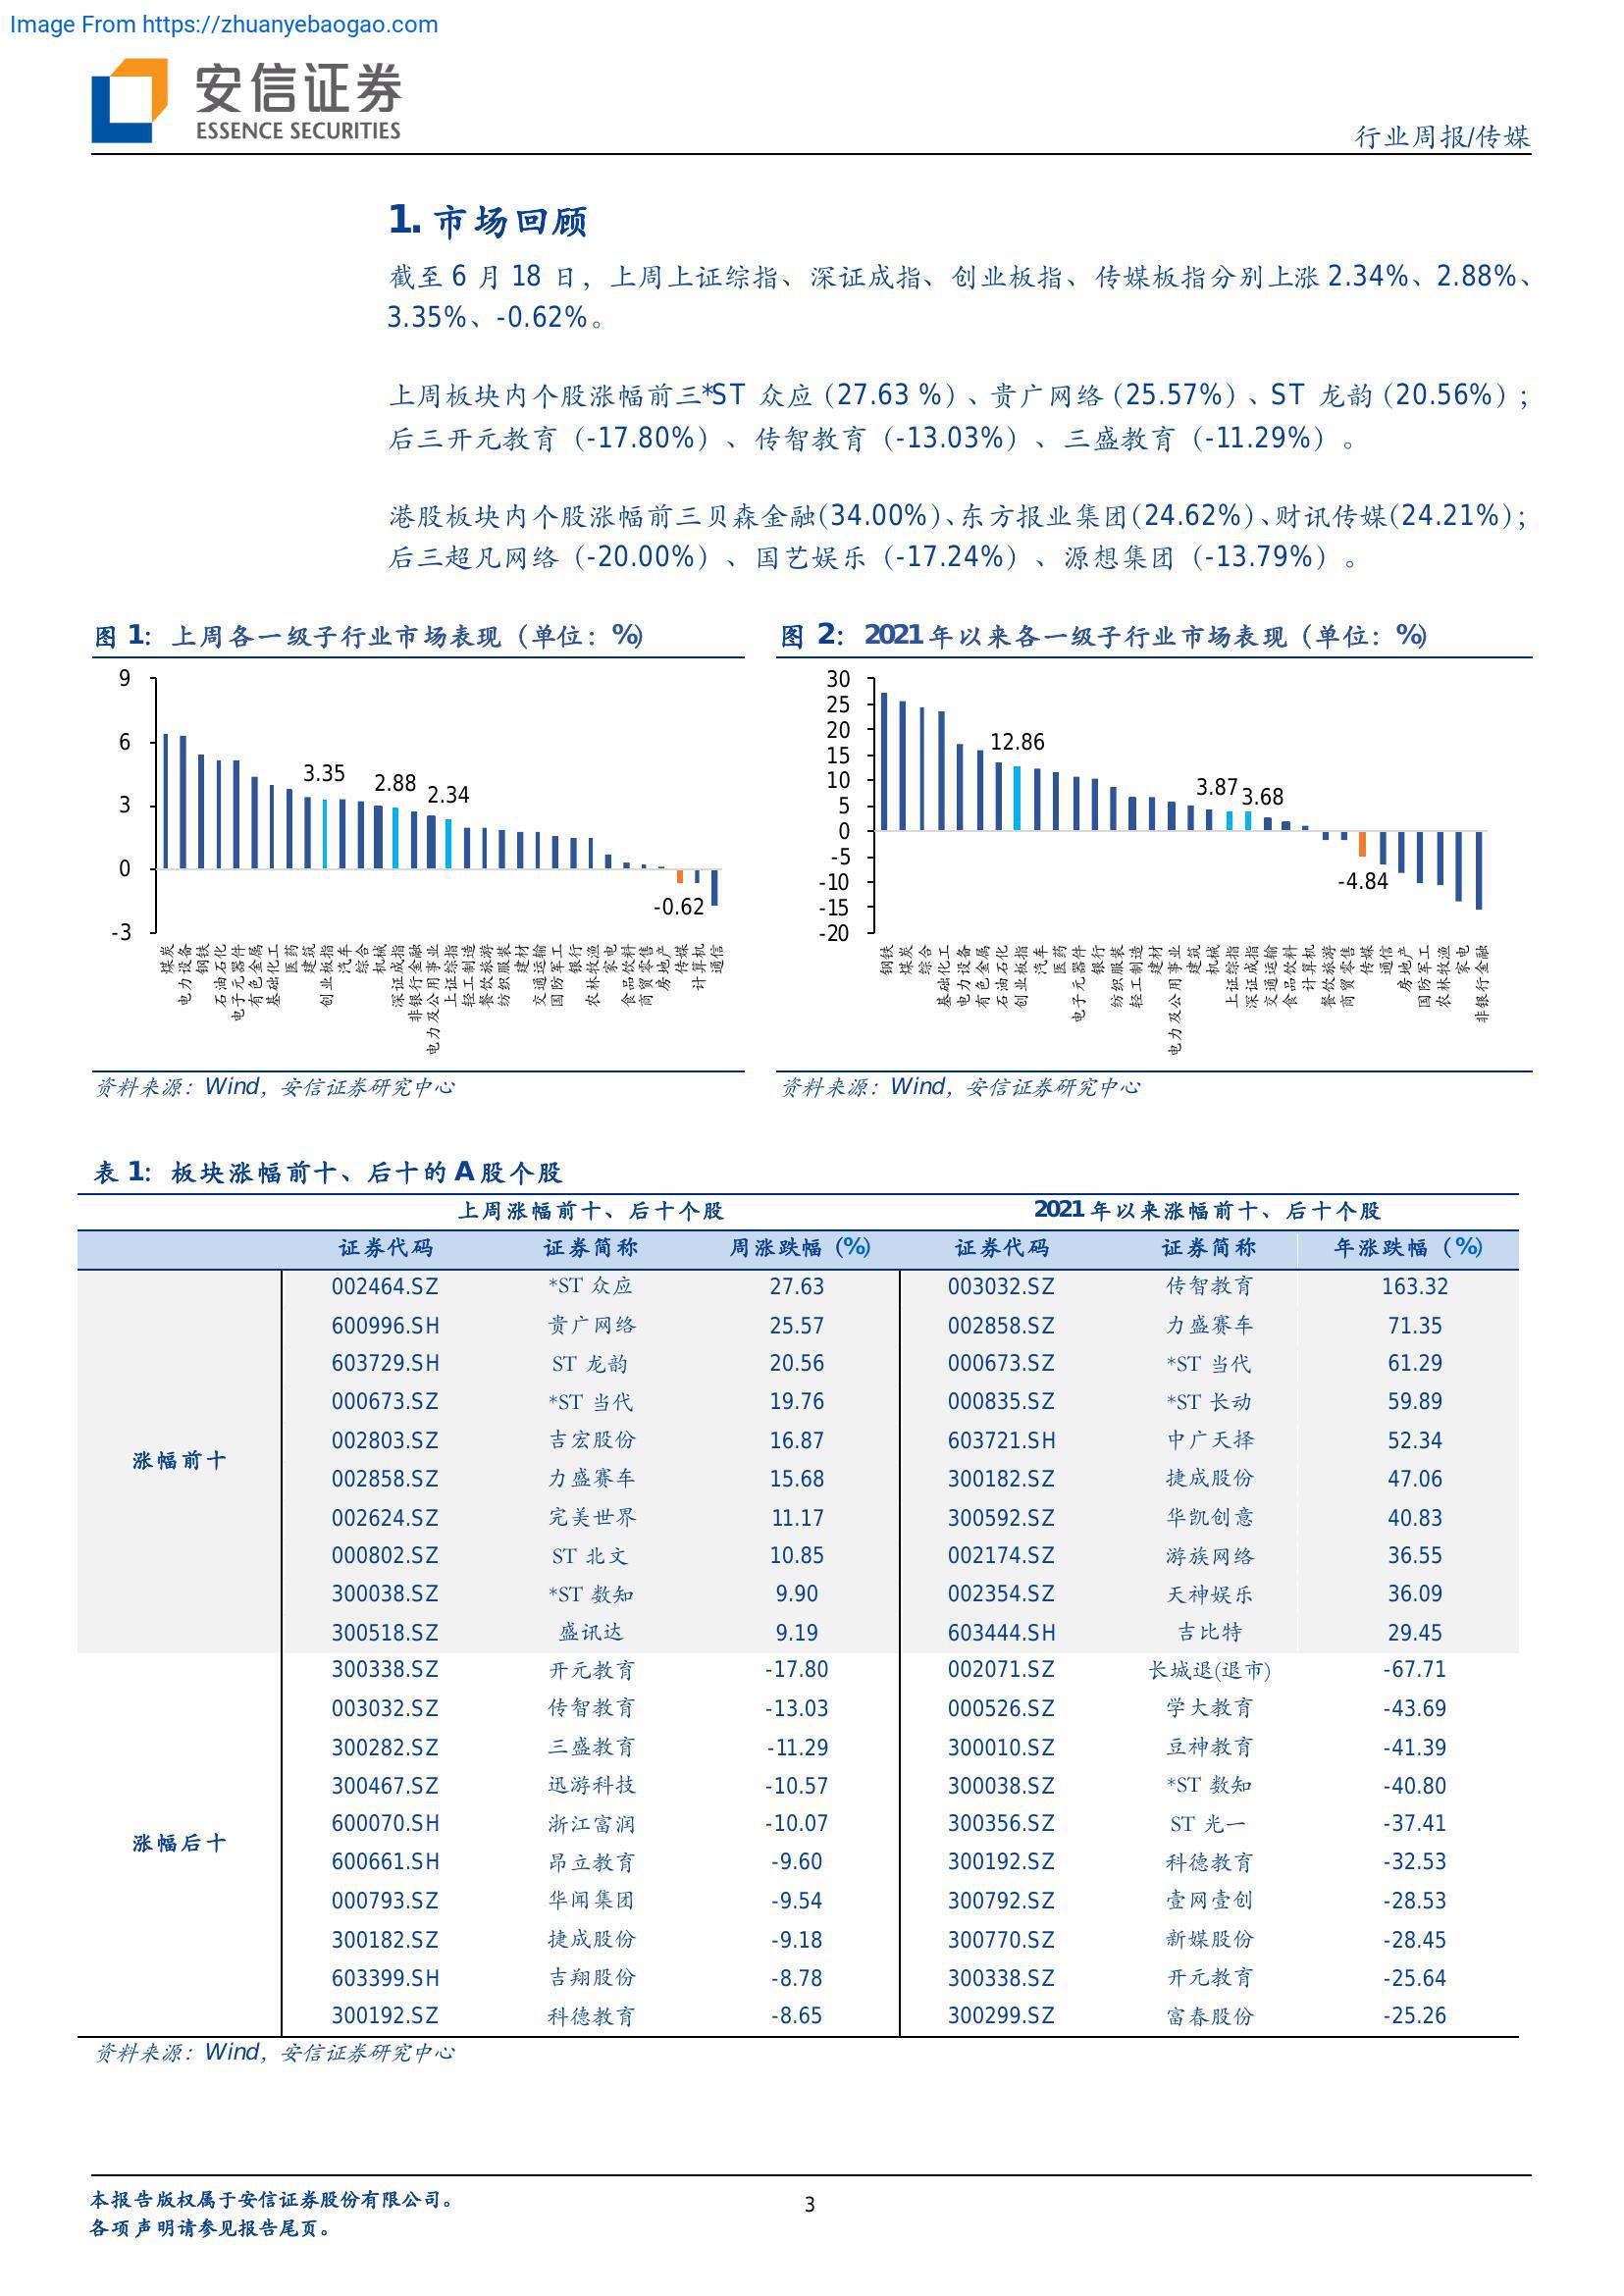 Image From https://zhuanyebaogao.com
安信证券
ESSENCE SECURITIES
行业周报/传媒
1. 市场回顾
截至 6 月 18 日，上周上证综指、深证成指、创业板指、传媒板指分别上涨 2.34%、2.88%、
3.35%、-0.62%。
上周板块内个股涨幅前三*ST 众应（27.63 %）、贵广网络（25.57%）、ST 龙韵（20.56%）；
后三开元教育（-17.80%）、传智教育（-13.03%）、三盛教育（-11.29%）。
港股板块内个股涨幅前三贝森金融(34.00%)、东方报业集团(24.62%)、财讯传媒(24.21%)；
后三超凡网络（-20.00%）、国艺娱乐（-17.24%）、源想集团（-13.79%）。
图 1：上周各一级子行业市场表现（单位：%）
9
6
3
0
-3
3.35
2.88
2.34
-0.62
煤炭
电力设备
钢铁
石油石化
电子元器件
有色金属
基础化工
医药
建筑
创业板指
汽车
综合
机械
深证成指
非银行金融
电力及公用事业
上证综指
轻工制造
餐饮旅游
纺织服装
建材
交通运输
国防军工
银行
农林牧渔
家电
食品饮料
商贸零售
房地产
传媒
计算机
通信
资料来源：Wind，安信证券研究中心
图 2：2021 年以来各一级子行业市场表现（单位：%）
30
25
20
15
10
5
0
-5
-10
-15
-20
12.86
3.87
3.68
-4.84
钢铁
煤炭
综合
基础化工
电力设备
有色金属
石油石化
创业板指
汽车
医药
电子元器件
银行
纺织服装
轻工制造
建材
电力及公用事业
建筑
机械
上证综指
深证成指
交通运输
食品饮料
计算机
餐饮旅游
商贸零售
传媒
通信
房地产
国防军工
农林牧渔
家电
非银行金融
资料来源：Wind，安信证券研究中心
表 1：板块涨幅前十、后十的 A 股个股
上周涨幅前十、后十个股 2021 年以来涨幅前十、后十个股
证券代码 证券简称 周涨跌幅（%） 证券代码 证券简称 年涨跌幅（%）
涨幅前十
002464.SZ *ST 众应 27.63 003032.SZ 传智教育 163.32
600996.SH 贵广网络 25.57 002858.SZ 力盛赛车 71.35
603729.SH ST 龙韵 20.56 000673.SZ *ST 当代 61.29
000673.SZ *ST 当代 19.76 000835.SZ *ST 长动 59.89
002803.SZ 吉宏股份 16.87 603721.SH 中广天择 52.34
002858.SZ 力盛赛车 15.68 300182.SZ 捷成股份 47.06
002624.SZ 完美世界 11.17 300592.SZ 华凯创意 40.83
000802.SZ ST 北文 10.85 002174.SZ 游族网络 36.55
300038.SZ *ST 数知 9.90 002354.SZ 天神娱乐 36.09
300518.SZ 盛讯达 9.19 603444.SH 吉比特 29.45
涨幅后十
300338.SZ 开元教育 -17.80 002071.SZ 长城退(退市) -67.71
003032.SZ 传智教育 -13.03 000526.SZ 学大教育 -43.69
300282.SZ 三盛教育 -11.29 300010.SZ 豆神教育 -41.39
300467.SZ 迅游科技 -10.57 300038.SZ *ST 数知 -40.80
600070.SH 浙江富润 -10.07 300356.SZ ST 光一 -37.41
600661.SH 昂立教育 -9.60 300192.SZ 科德教育 -32.53
000793.SZ 华闻集团 -9.54 300792.SZ 壹网壹创 -28.53
300182.SZ 捷成股份 -9.18 300770.SZ 新媒股份 -28.45
603399.SH 吉翔股份 -8.78 300338.SZ 开元教育 -25.64
300192.SZ 科德教育 -8.65 300299.SZ 富春股份 -25.26
资料来源：Wind，安信证券研究中心
本报告版权属于安信证券股份有限公司。
3
各项声明请参见报告尾页。